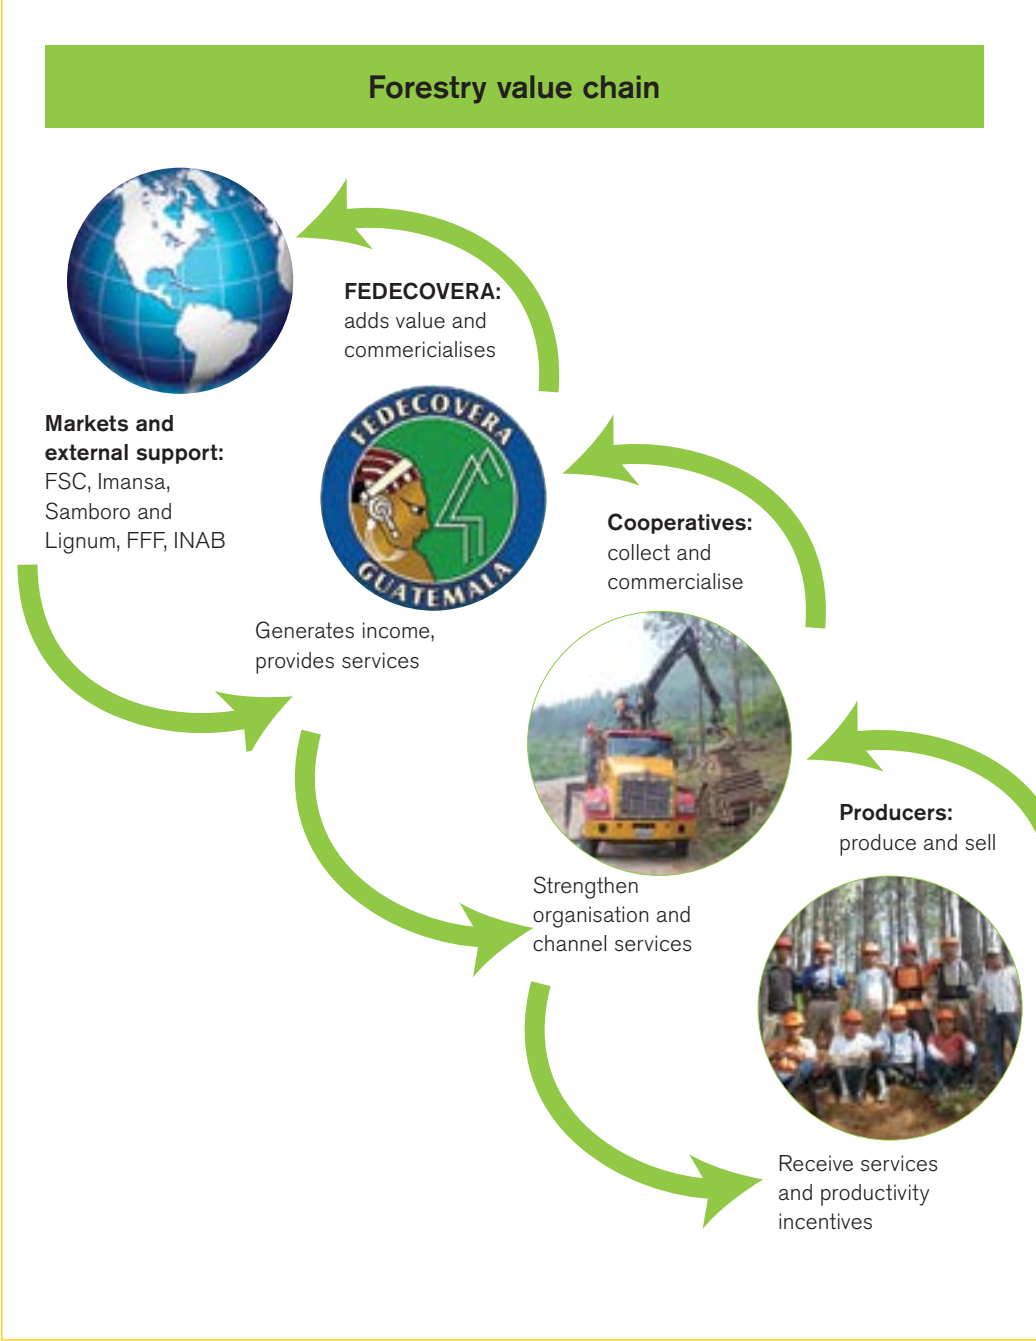 Forestry value chain
FEDECOVERA:
adds value and
commericialises
Markets and
external support:
FSC, Imansa,
Samboro and
Lignum, FFF, INAB
FEDECOVERA
GUATEMALA
Generates income,
provides services
Cooperatives:
collect and
commercialise
Strengthen
organisation and
channel services
Producers:
produce and sell
Receive services
and productivity
incentives